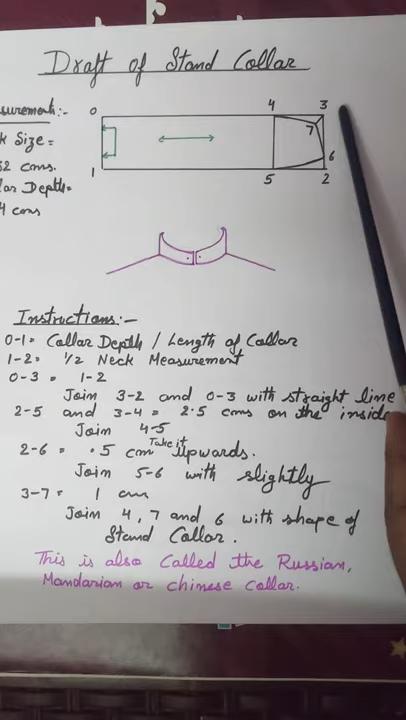 Draft of Stand Collar
surement:-
Size =
32 cms.
lar Depth=
4 cms
0 4 3
7
6
1 5 2
Instructions:-
0-1= Collar Depth / Length of Collar
1-2= 1/2 Neck Measurement
0-3 = 1-2
Join 3-2 and 0-3 with straight line
2-5 and 3-4 = 2.5 cms on the inside
Join 4-5
2-6 = .5 cm Take it upwards.
Join 5-6 with slightly
3-7= 1 cm
Join 4, 7 and 6 with shape of
Stand Collar.
This is also Called the Russian,
Mandarian or Chinese Collar.